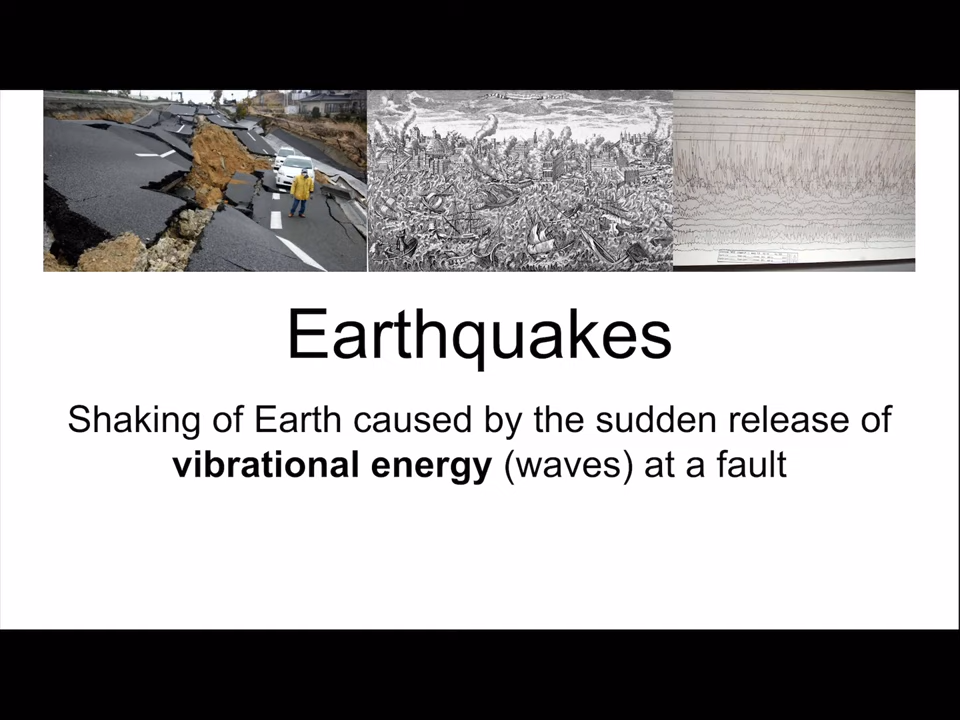 Earthquakes
Shaking of Earth caused by the sudden release of
vibrational energy (waves) at a fault